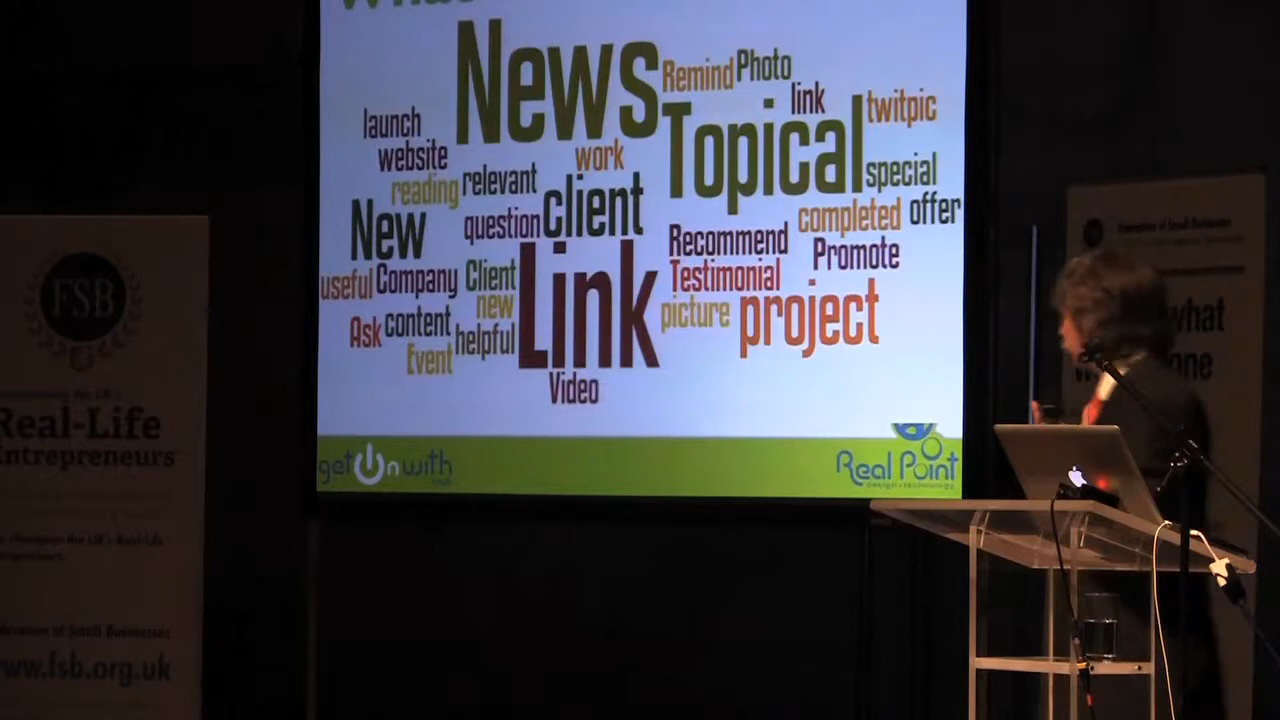 News
Remind Photo
link
twitpic
launch
Topical
website
work
special
reading relevant
client
New
question
completed offer
Recommend
Promote
useful Company Client
Link
Testimonial
new
picture project
Ask content
helpful
Event
Video
get n with
Real Point
design + technology
FSB
Real-Life
Entrepreneurs
www.fsb.org.uk
what